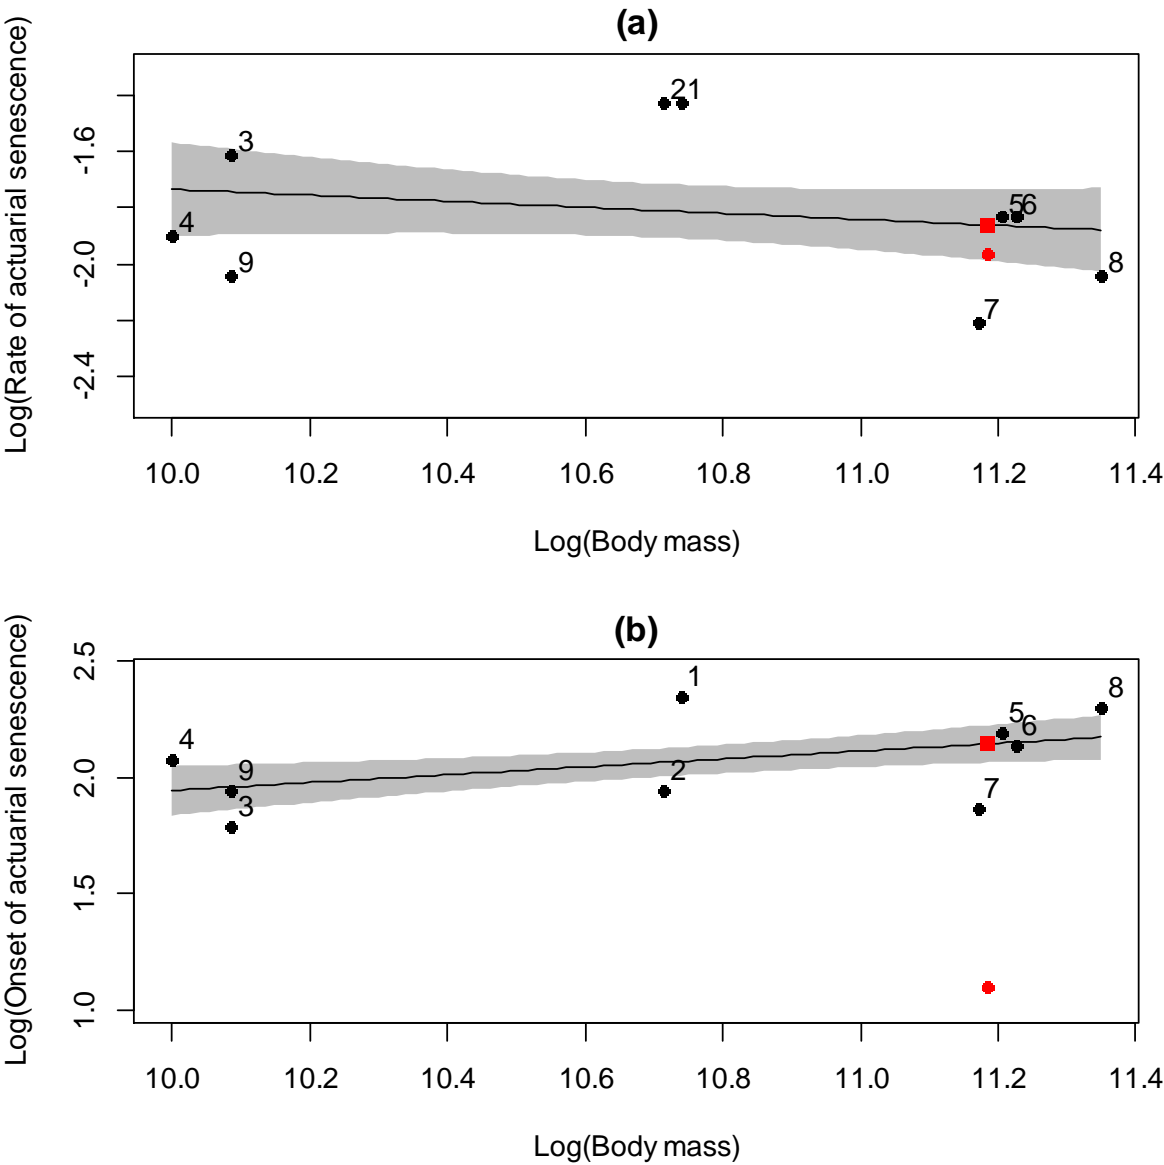 (a)
Log(Rate of actuarial senescence)
-1.6
-2.0
-2.4
21
3
4
9
56
8
7
10.0 10.2 10.4 10.6 10.8 11.0 11.2 11.4
Log(Body mass)
(b)
Log(Onset of actuarial senescence)
2.5
2.0
1.5
1.0
1
8
5
6
4
9
2
3
7
10.0 10.2 10.4 10.6 10.8 11.0 11.2 11.4
Log(Body mass)